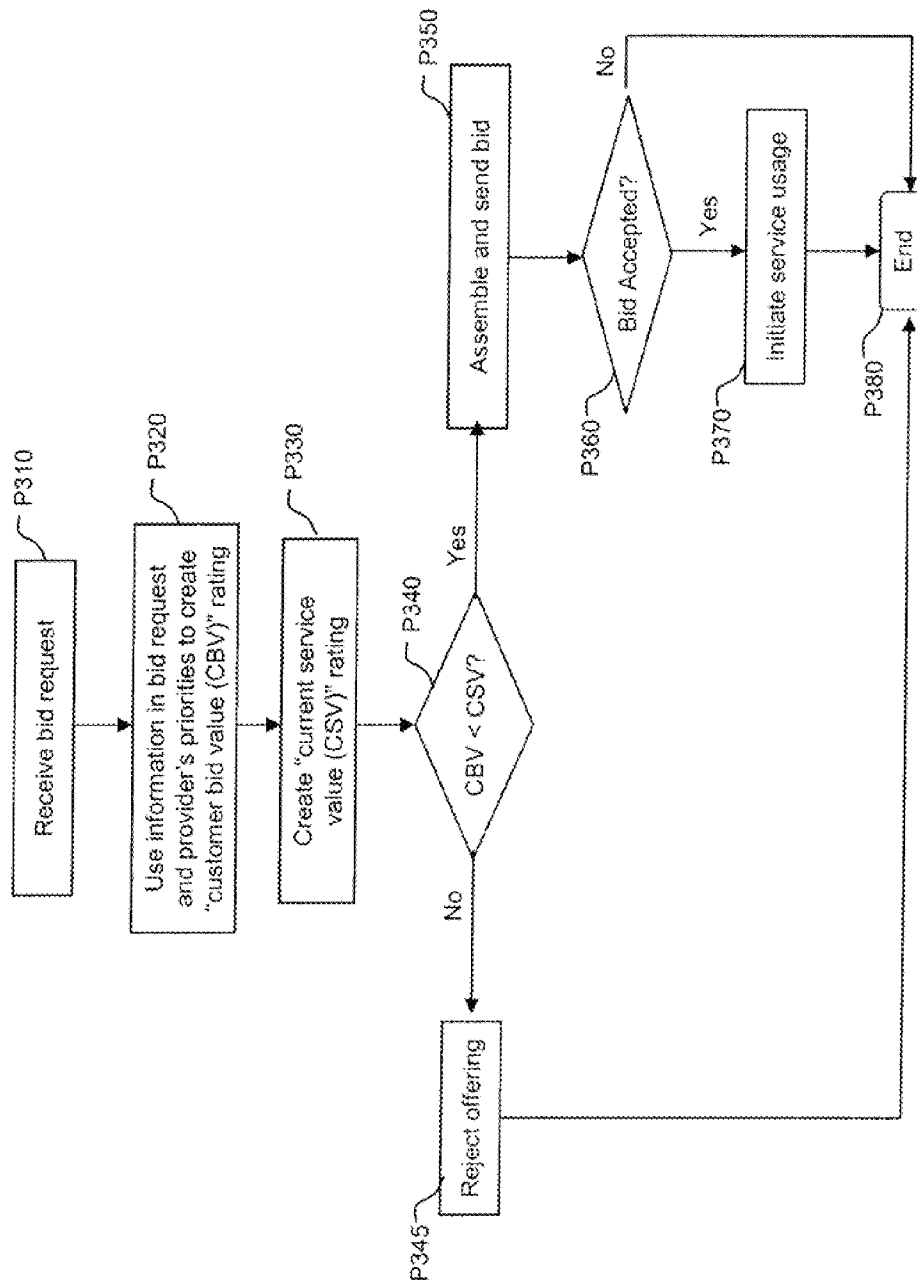 P310
Receive bid request
P320
Use information in bid request
and provider's priorities to create
"customer bid value (CBV)" rating
P330
Create "current service
value (CSV)" rating
P340
CBV < CSV?
No
Yes
P345
Reject offering
P350
Assemble and send bid
P360
Bid Accepted?
No
Yes
P370
Initiate service usage
P380
End